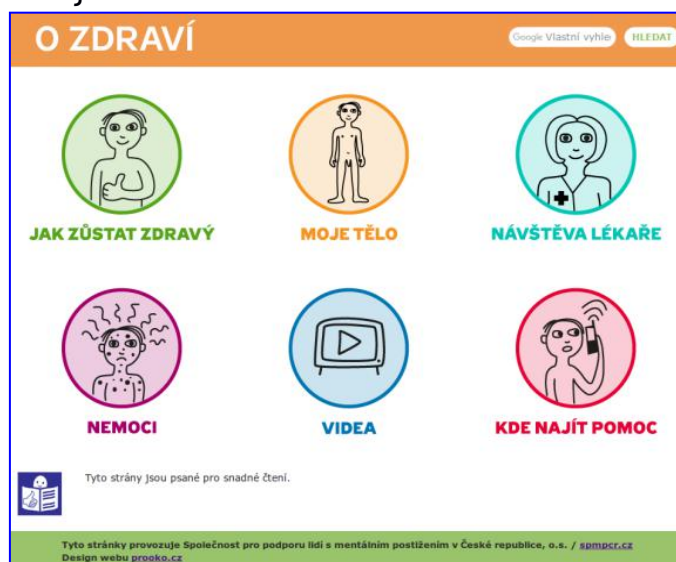 O ZDRAVÍ
Google Vlastní vyhle
HLEDAT
JAK ZŮSTAT ZDRAVÝ
MOJE TĚLO
NÁVŠTĚVA LÉKAŘE
NEMOCI
VIDEA
KDE NAJÍT POMOC
Tyto strány jsou psané pro snadné čtení.
Tyto stránky provozuje Společnost pro podporu lidí s mentálním postižením v České republice, o.s. / spmpcr.cz
Design webu prooko.cz